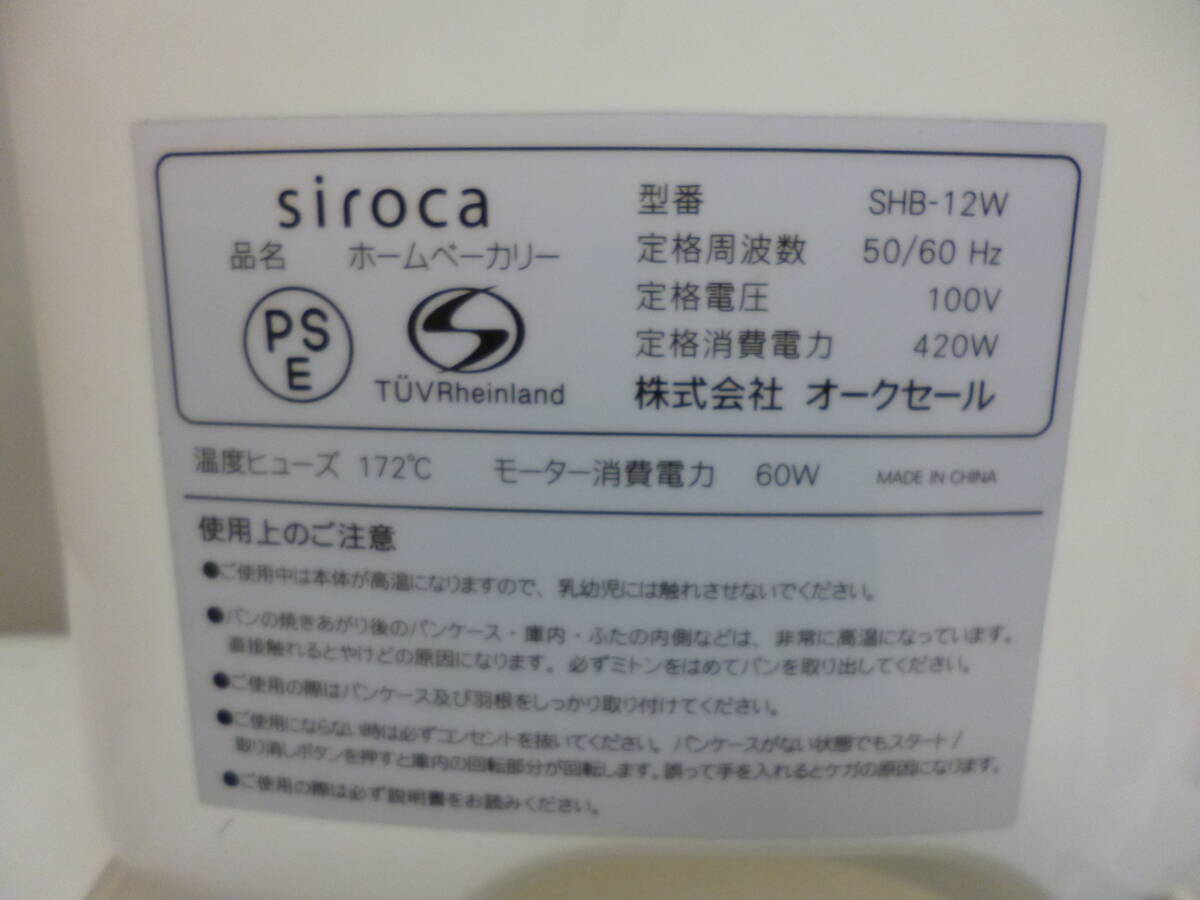 siroca
品名 ホームベーカリー
PS
E
TÜVRheinland
型番 SHB-12W
定格周波数 50/60 Hz
定格電圧 100V
定格消費電力 420W
株式会社 オークセール
温度ヒューズ 172℃ モーター消費電力 60W MADE IN CHINA
使用上のご注意
●ご使用中は本体が高温になりますので、乳幼児には触れさせないでください。
●パンの焼きあがり後のパンケース・庫内・ふたの内側などは、非常に高温になっています。
直接触れるとやけどの原因になります。必ずミトンをはめてパンを取り出してください。
●ご使用の際はパンケース及び羽根をしっかり取り付けてください。
●ご使用にならない時は必ずコンセントを抜いてください。パンケースがない状態でもスタート/
取り消しボタンを押すと庫内の回転部分が回転します。誤って手を入れるとケガの原因になります。
●ご使用の際は必ず説明書をお読みください。